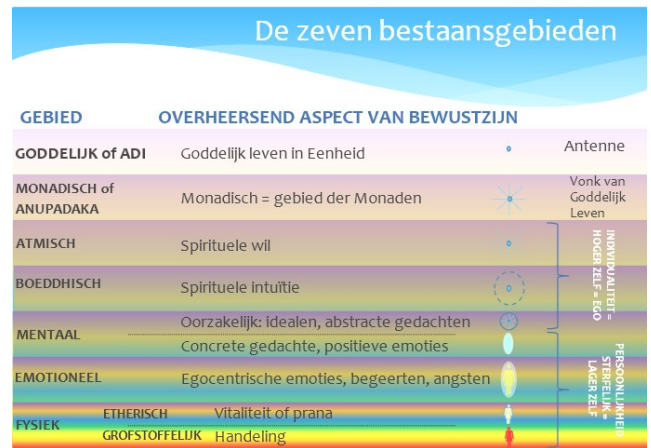 De zeven bestaansgebieden
GEBIED OVERHEERSEND ASPECT VAN BEWUSTZIJN
GODDELIJK of ADI Goddelijk leven in Eenheid Antenne
MONADISCH of
ANUPADAKA Monadisch = gebied der Monaden
Vonk van
Goddelijk
Leven
ATMISCH Spirituele wil
BOEDDHISCH Spirituele intuïtie
INDIVIDUALITEIT =
HOGER ZELF = EGO
MENTAAL
Oorzakelijk: idealen, abstracte gedachten
Concrete gedachte, positieve emoties
EMOTIONEEL Egocentrische emoties, begeerten, angsten
FYSIEK
ETHERISCH Vitaliteit of prana
GROFSTOFFELIJK Handeling
PERSOONLIJKHEID
= STERFELIJK =
LAGER ZELF